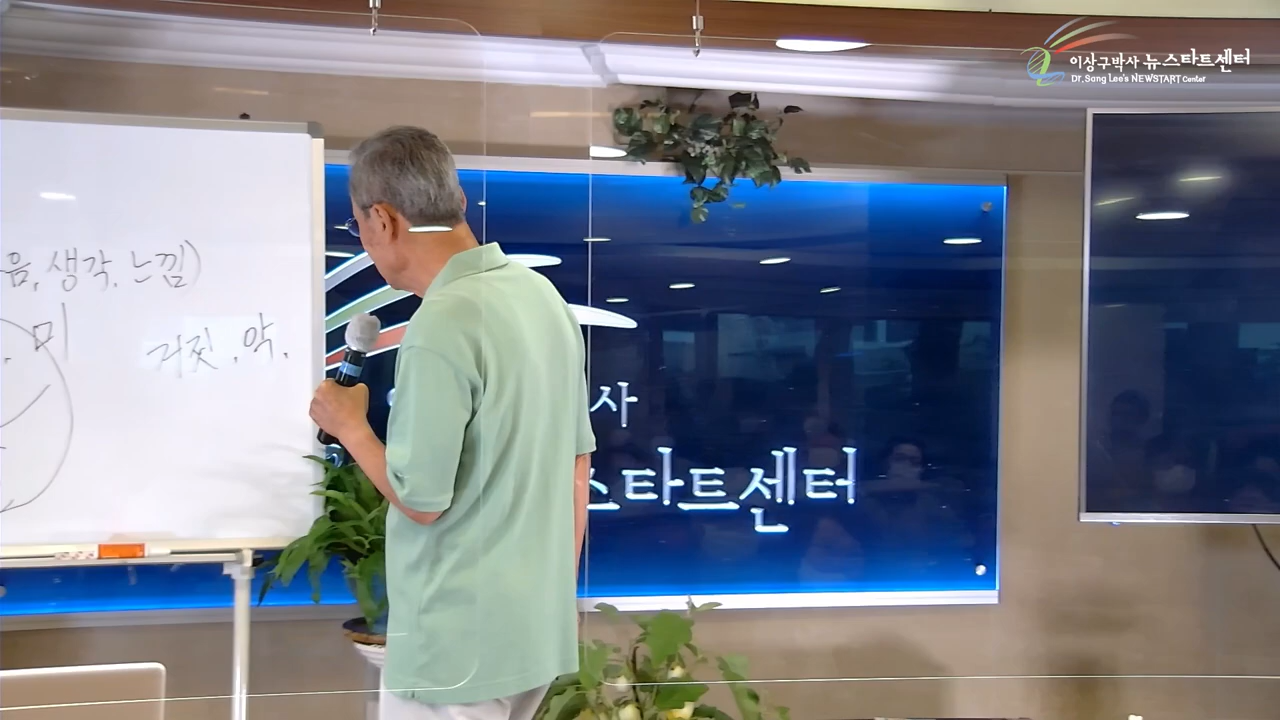 이상구박사 뉴스타트센터
Dr. Sang Lee's NEWSTART Center
음, 생각, 느낌)
. 미
거짓 . 악 .
사
스타트센터